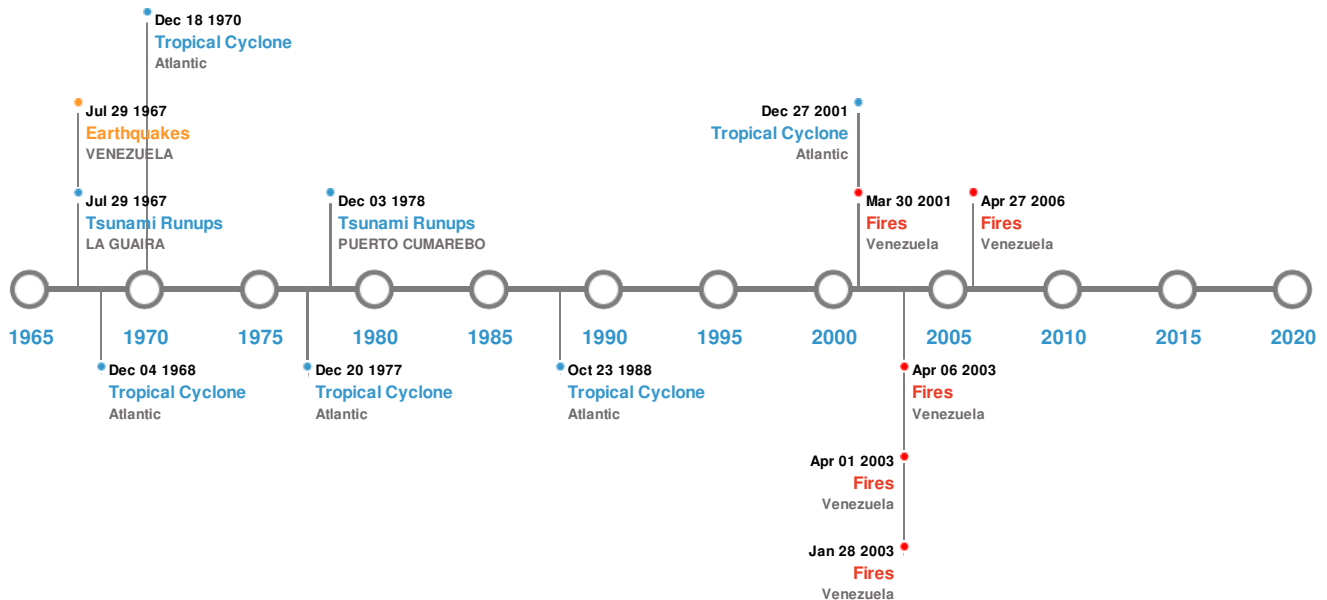 Dec 18 1970
Tropical Cyclone
Atlantic
Jul 29 1967
Earthquakes
VENEZUELA
Dec 27 2001
Tropical Cyclone
Atlantic
Jul 29 1967
Tsunami Runups
LA GUAIRA
Dec 03 1978
Tsunami Runups
PUERTO CUMAREBO
Mar 30 2001
Fires
Venezuela
Apr 27 2006
Fires
Venezuela
1965 1970 1975 1980 1985 1990 1995 2000 2005 2010 2015 2020
Dec 04 1968
Tropical Cyclone
Atlantic
Dec 20 1977
Tropical Cyclone
Atlantic
Oct 23 1988
Tropical Cyclone
Atlantic
Apr 06 2003
Fires
Venezuela
Apr 01 2003
Fires
Venezuela
Jan 28 2003
Fires
Venezuela